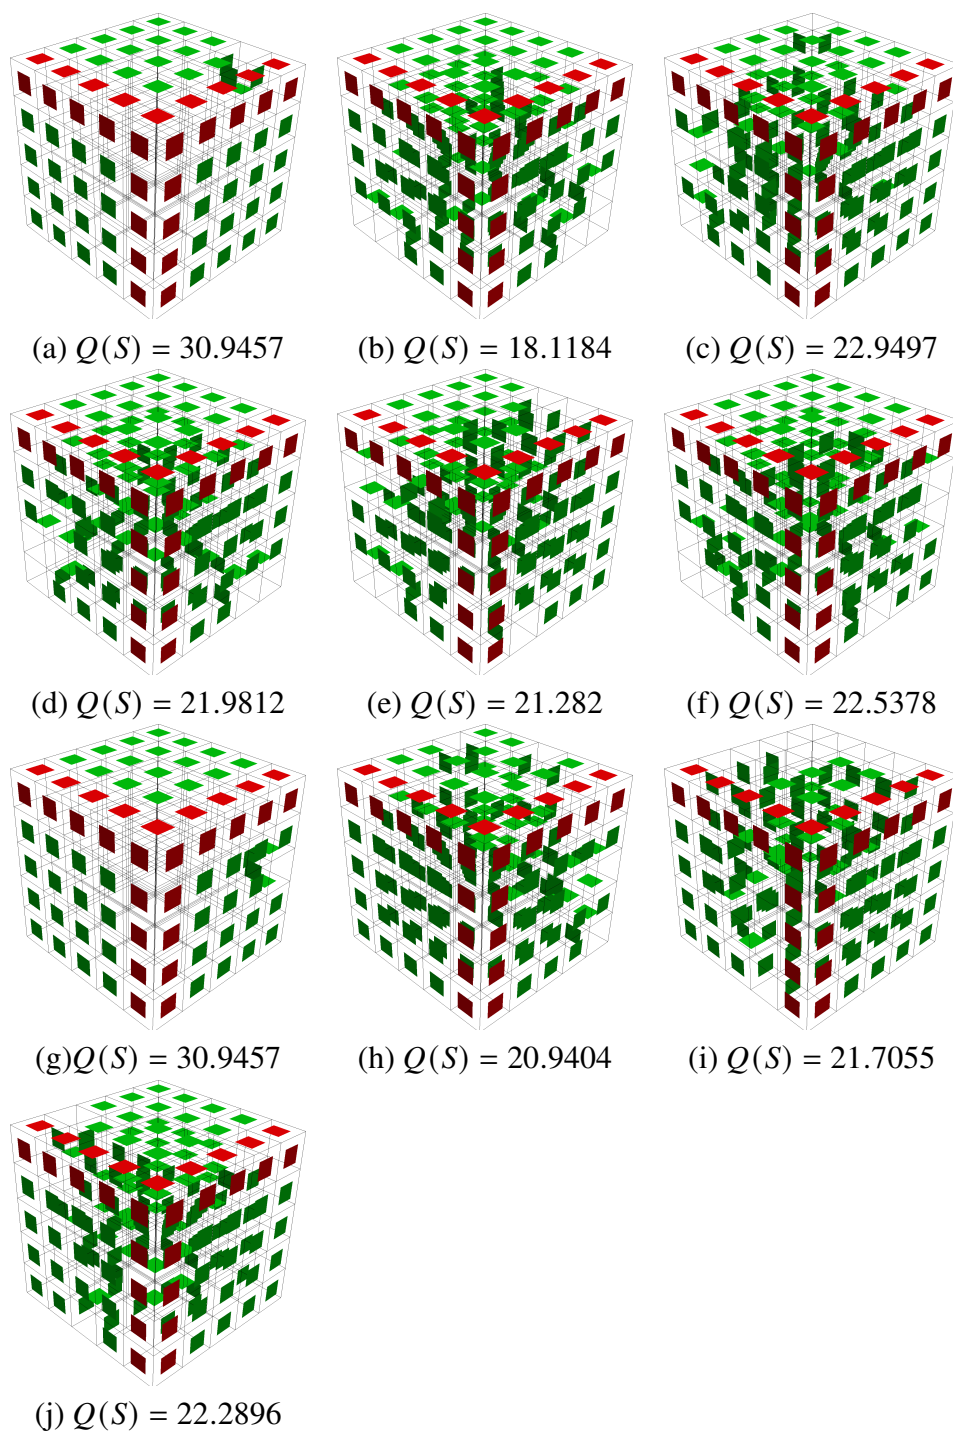 (a) Q(S) = 30.9457
(b) Q(S) = 18.1184
(c) Q(S) = 22.9497
(d) Q(S) = 21.9812
(e) Q(S) = 21.282
(f) Q(S) = 22.5378
(g)Q(S) = 30.9457
(h) Q(S) = 20.9404
(i) Q(S) = 21.7055
(j) Q(S) = 22.2896